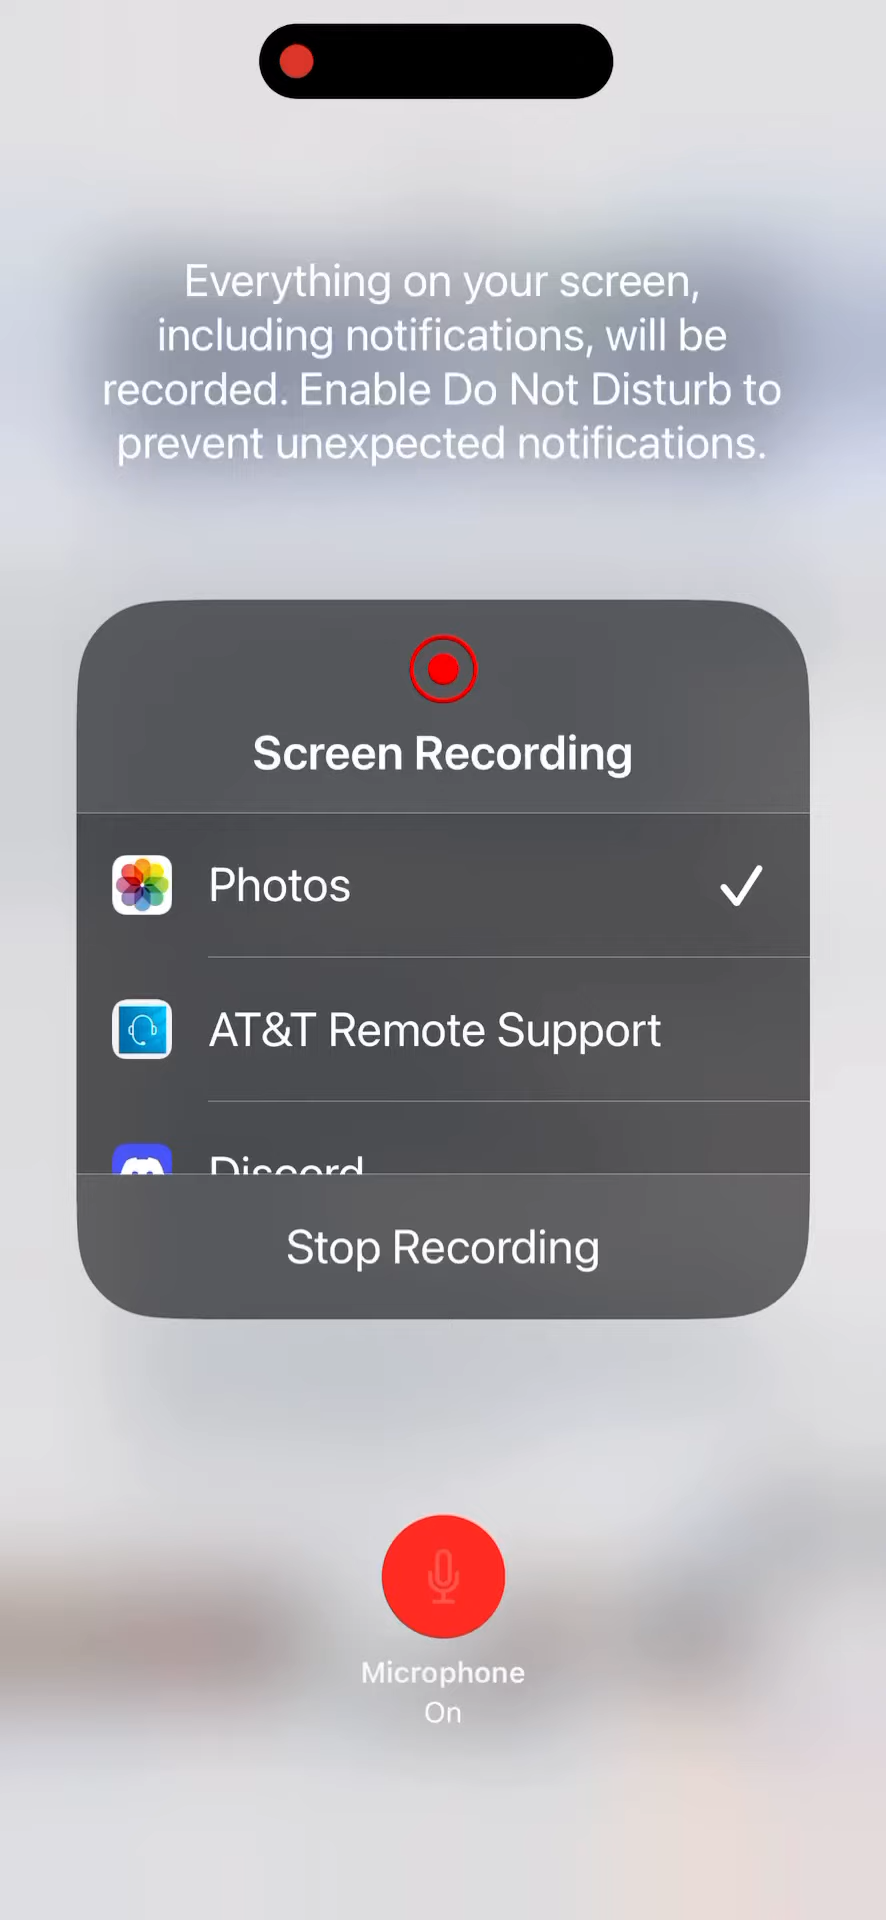 Everything on your screen,
including notifications, will be
recorded. Enable Do Not Disturb to
prevent unexpected notifications.
Screen Recording
Photos
AT&T Remote Support
Discord
Stop Recording
Microphone
On